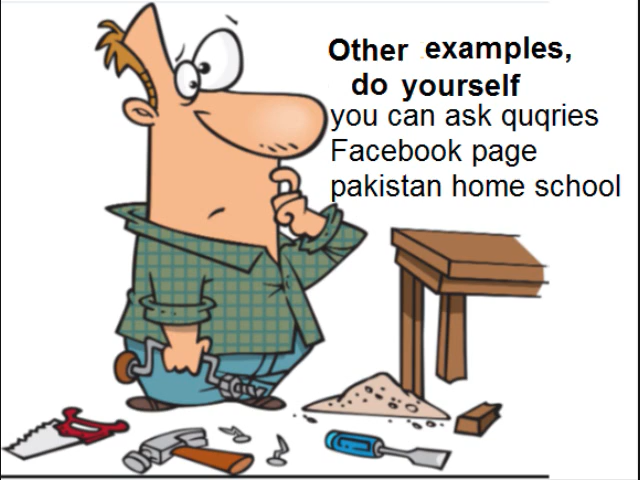 Other examples,
do yourself
you can ask quqries
Facebook page
pakistan home school